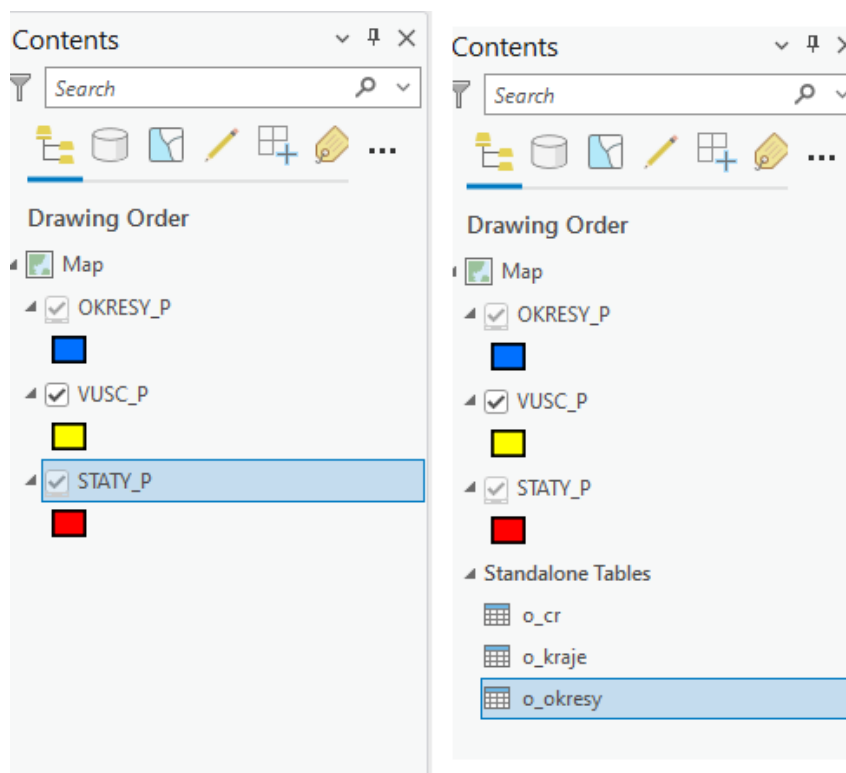 Contents
Search
Drawing Order
Map
OKRESY_P
VUSC_P
STATY_P
Contents
Search
Drawing Order
Map
OKRESY_P
VUSC_P
STATY_P
Standalone Tables
o_cr
o_kraje
o_okresy